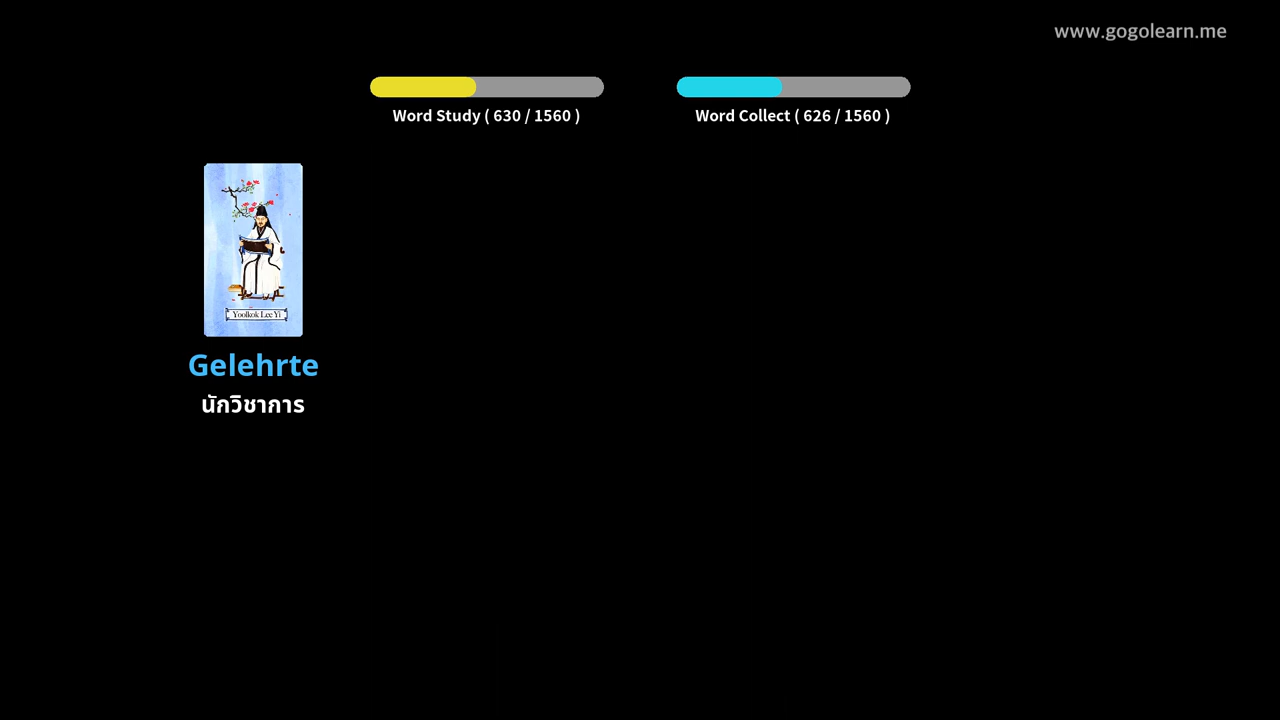 www.gogolearn.me
Word Study ( 630 / 1560 )
Word Collect ( 626 / 1560 )
Yoolkok Lee Yi
Gelehrte
นักวิชาการ